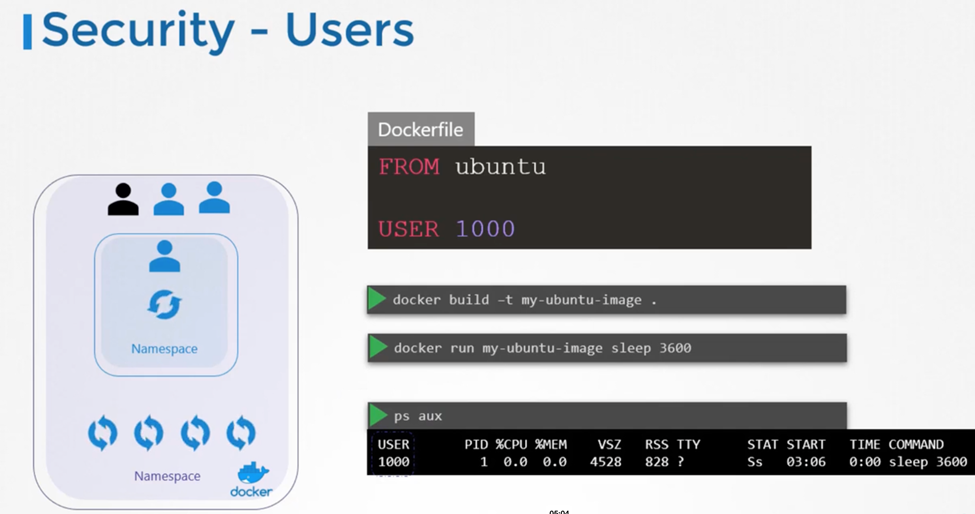 Security - Users
Dockerfile
FROM ubuntu
USER 1000
Namespace
docker build –t my-ubuntu-image .
docker run my-ubuntu-image sleep 3600
ps aux
USER PID %CPU %MEM VSZ RSS TTY STAT START TIME COMMAND
1000 1 0.0 0.0 4528 828 ? Ss 03:06 0:00 sleep 3600
Namespace
docker